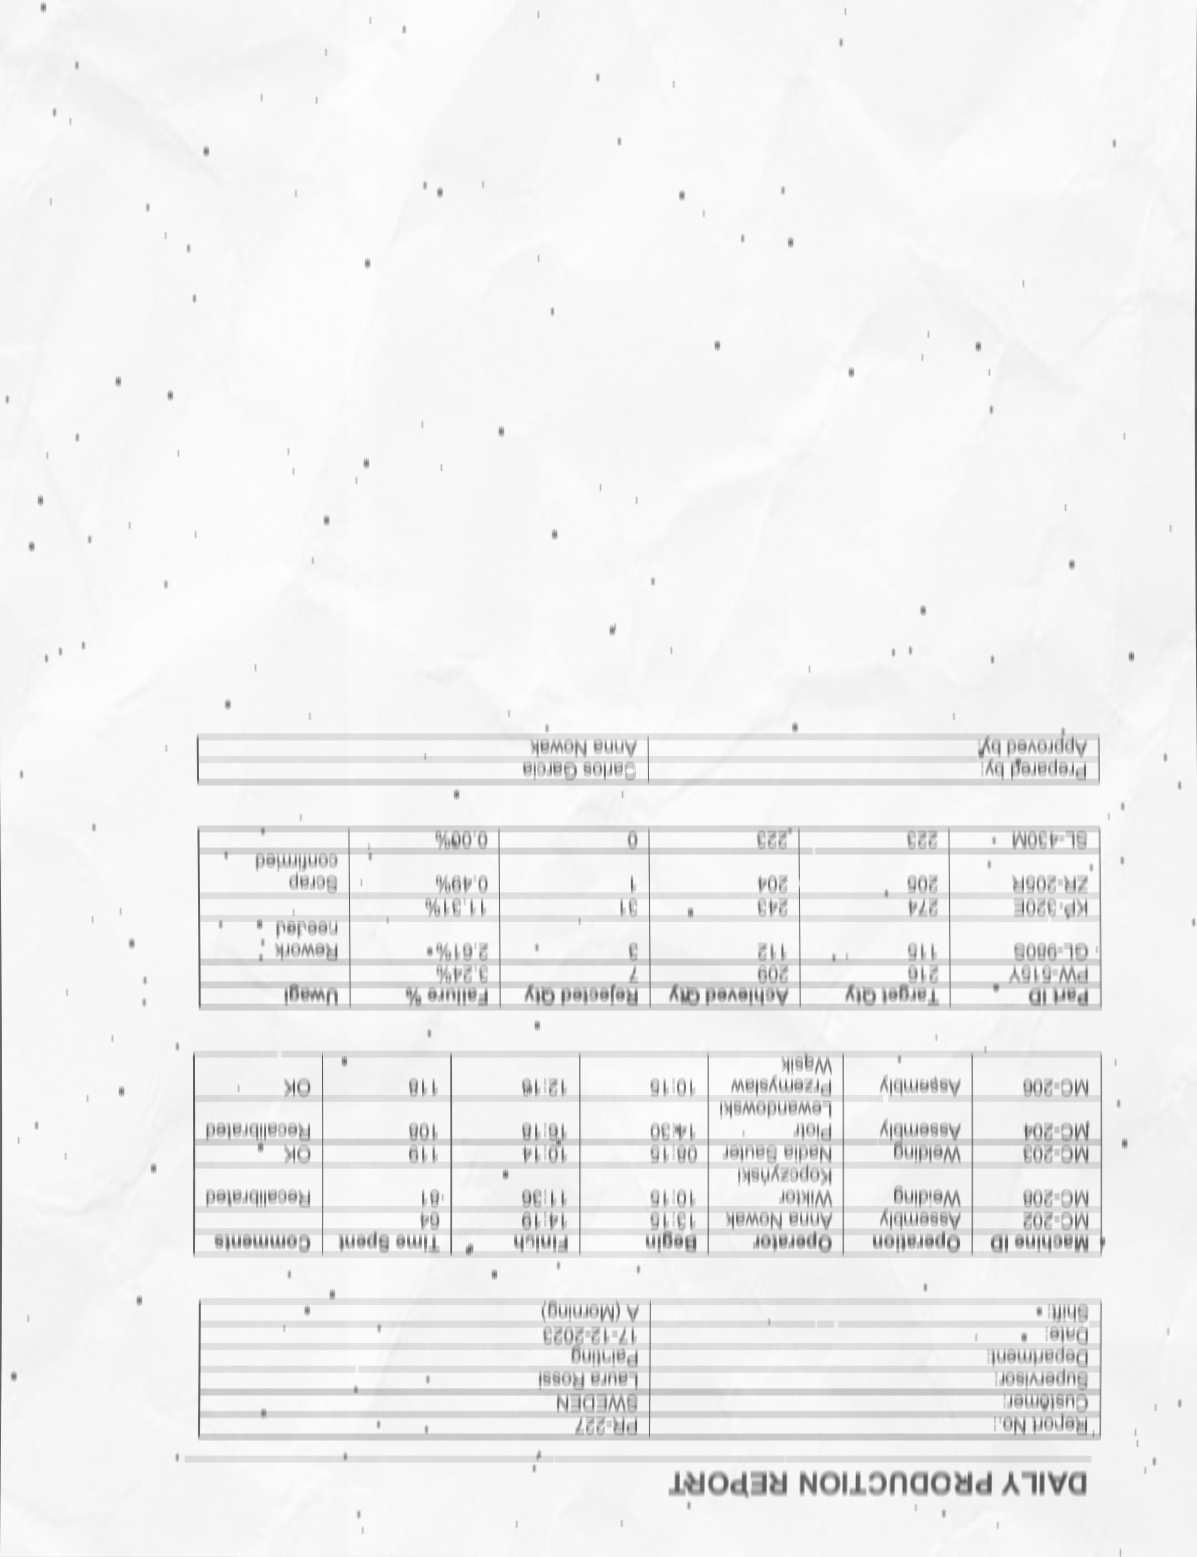 DAILY PRODUCTION REPORT
Report No.: PR-227
Customer: SWEDEN
Supervisor: Laura Rossi
Department: Painting
Date: 17-12-2023
Shift: A (Morning)
Machine ID Operation Operator Begin Finish Time Spent Comments
MC-202 Assembly Anna Nowak 13:15 14:19 64
MC-208 Welding Wiktor 10:15 11:36 81 Recalibrated
Kopczyński
MC-203 Welding Nadia Sauter 08:15 10:14 119 OK
MC-204 Assembly Piotr 14:30 16:18 108 Recalibrated
Lewandowski
MC-206 Assembly Przemysław 10:15 12:13 118 OK
Wąsik
Part ID Target Qty Achieved Qty Rejected Qty Failure % Uwagi
PW-515Y 216 209 7 3.24%
GL-980S 115 112 3 2.61% Rework
needed
KP-320E 274 243 31 11.31%
ZR-205R 205 204 1 0.49% Scrap
confirmed
SL-430M 223 223 0 0.00%
Prepared by: Carlos Garcia
Approved by: Anna Nowak